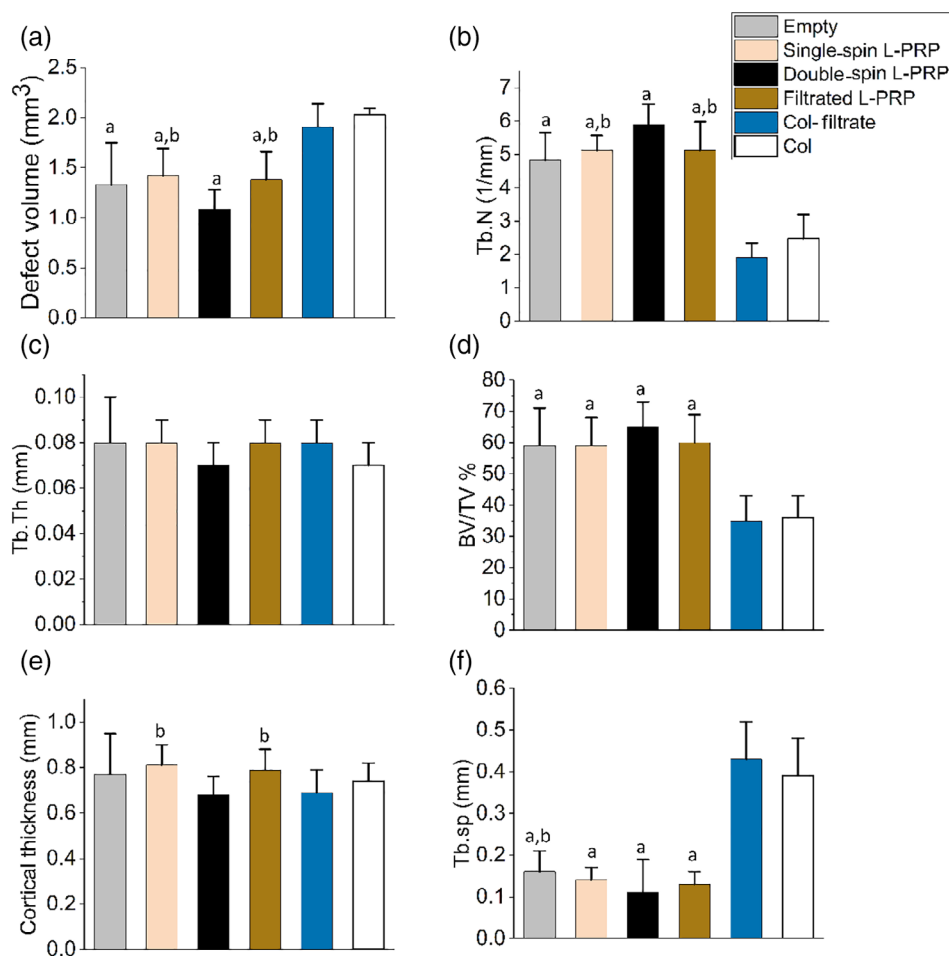 (a)
Defect volume (mm³)
2.5
2.0
1.5
1.0
0.5
0.0
a
a,b
a
a,b
(b)
Tb.N (1/mm)
7
6
5
4
3
2
1
0
a
a,b
a
a,b
Empty
Single-spin L-PRP
Double-spin L-PRP
Filtrated L-PRP
Col-filtrate
Col
(c)
Tb.Th (mm)
0.10
0.08
0.06
0.04
0.02
0.00
(d)
BV/TV %
80
70
60
50
40
30
20
10
0
a
a
a
a
(e)
Cortical thickness (mm)
1.0
0.8
0.6
0.4
0.2
0.0
b
b
(f)
Tb.sp (mm)
0.6
0.5
0.4
0.3
0.2
0.1
0.0
a,b
a
a
a